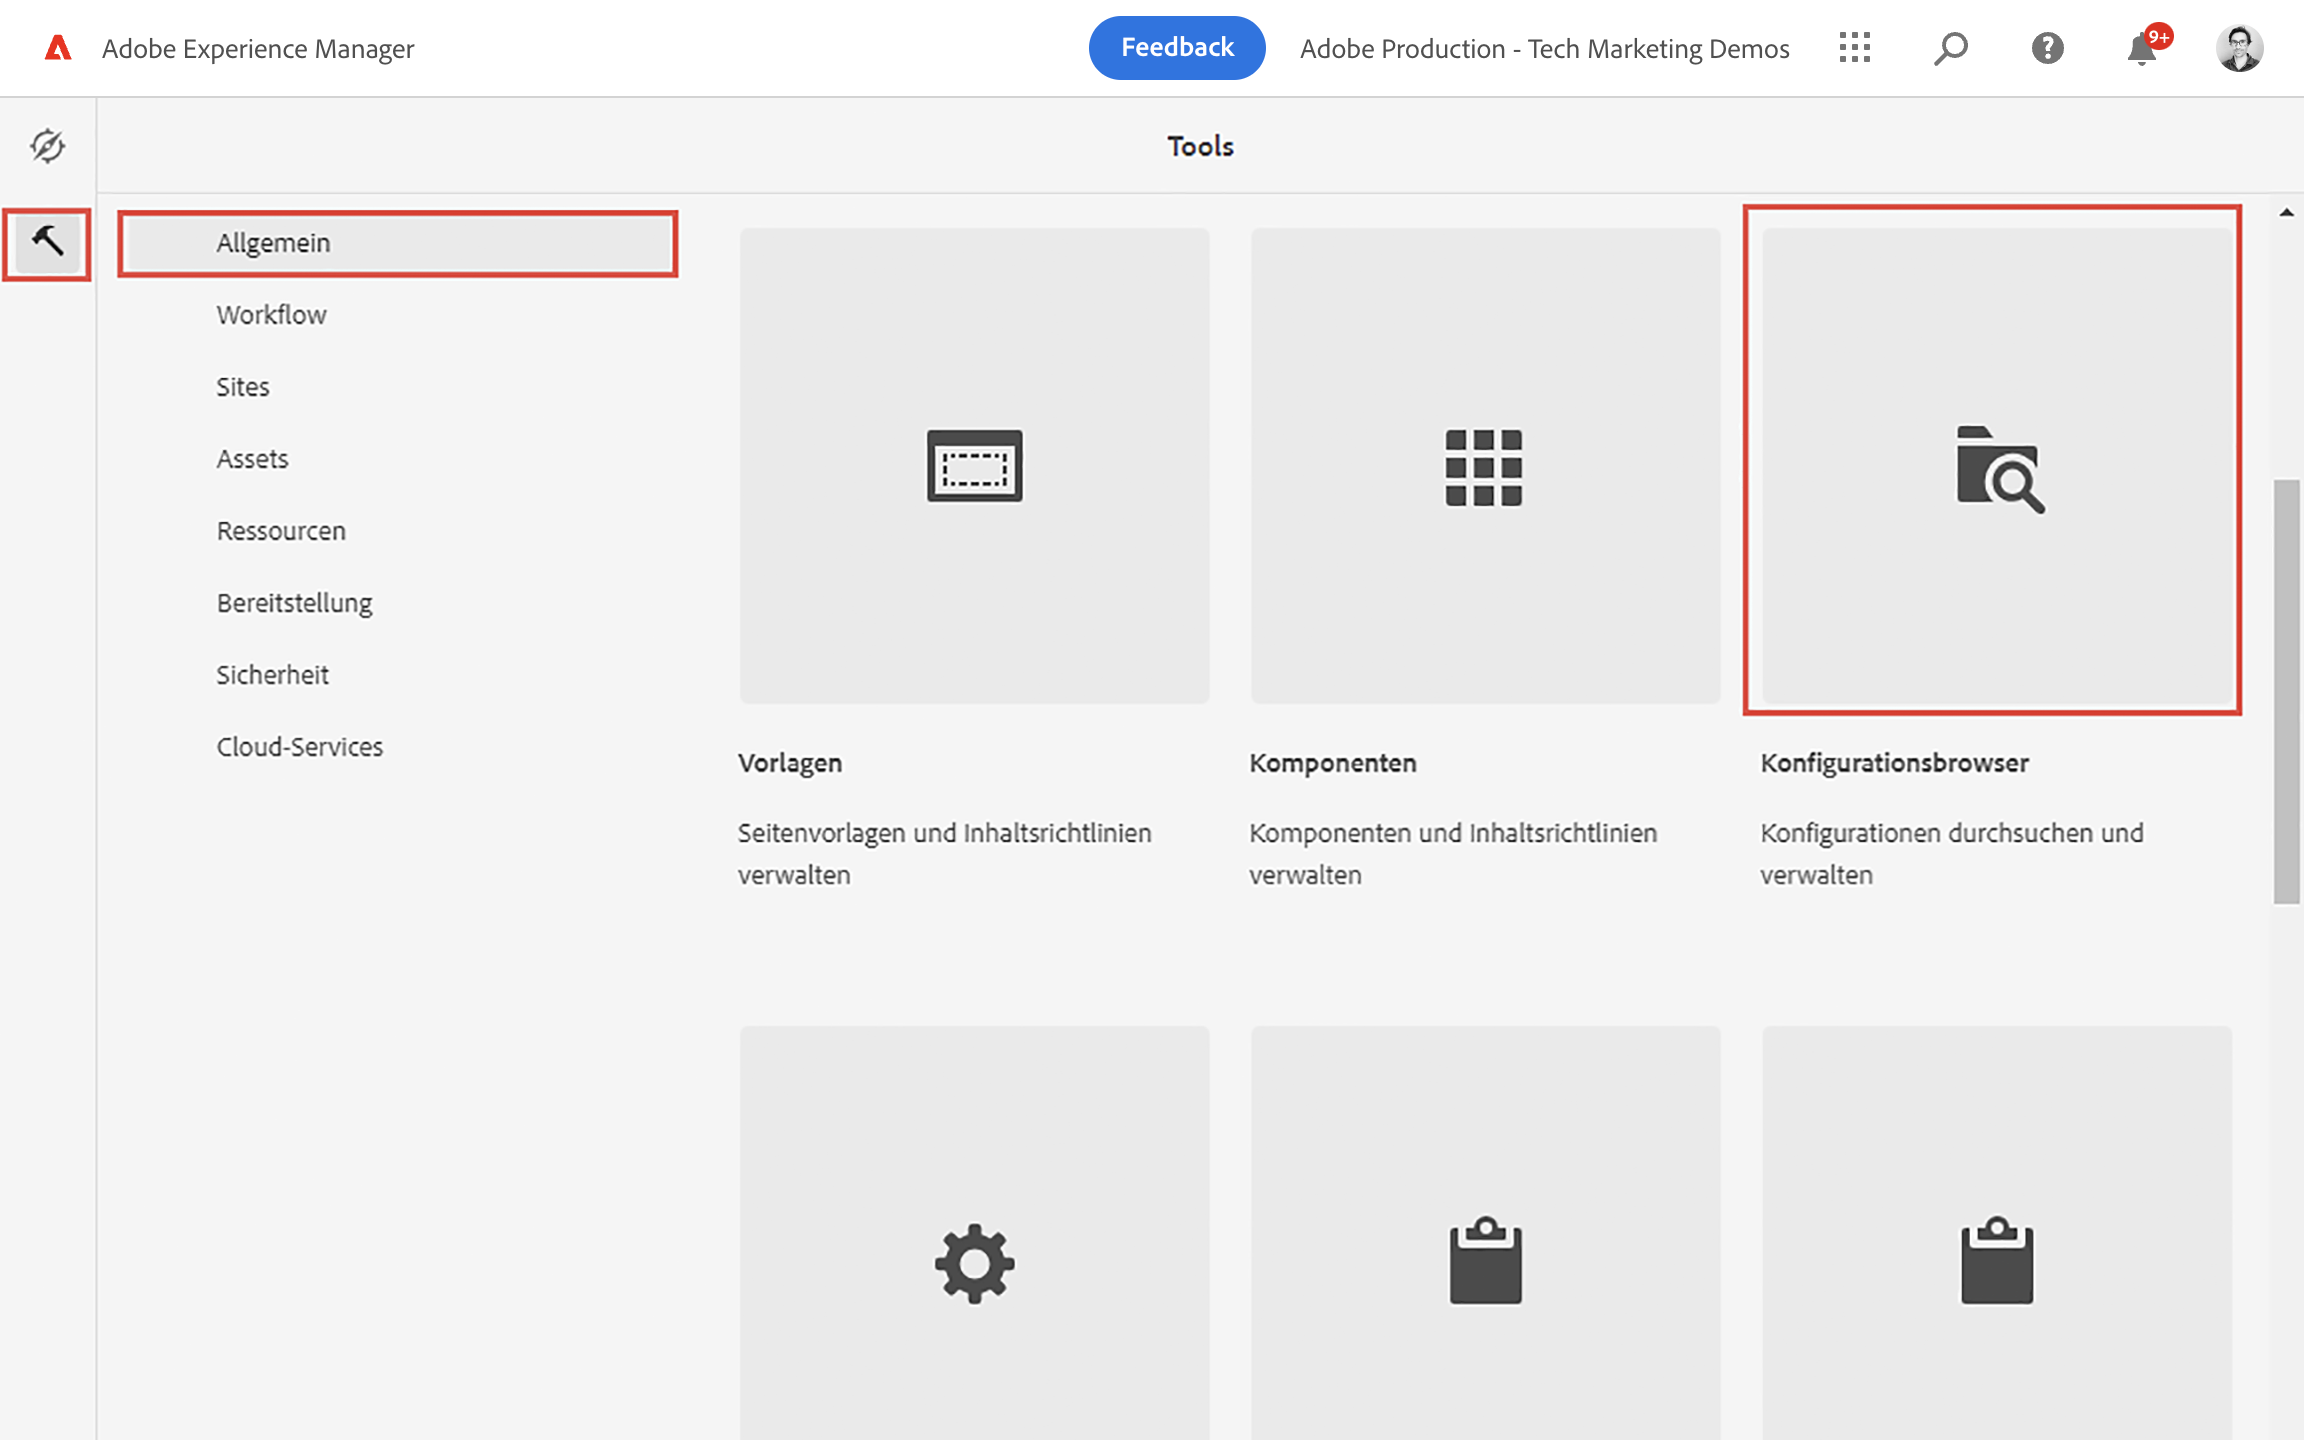 Adobe Experience Manager
Feedback
Adobe Production - Tech Marketing Demos
9+
Tools
Allgemein
Workflow
Sites
Assets
Ressourcen
Bereitstellung
Sicherheit
Cloud-Services
Vorlagen
Seitenvorlagen und Inhaltsrichtlinien
verwalten
Komponenten
Komponenten und Inhaltsrichtlinien
verwalten
Konfigurationsbrowser
Konfigurationen durchsuchen und
verwalten